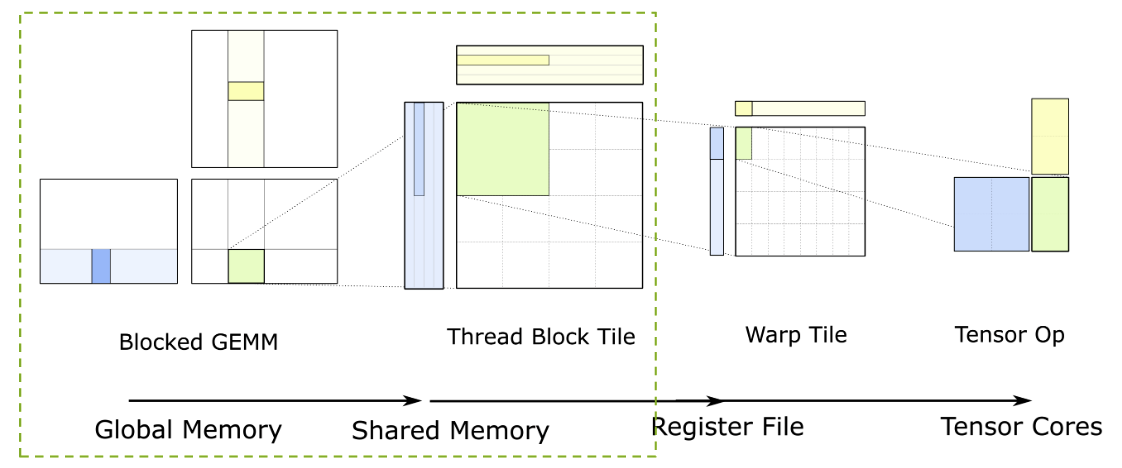 Blocked GEMM
Thread Block Tile
Warp Tile
Tensor Op
Global Memory
Shared Memory
Register File
Tensor Cores